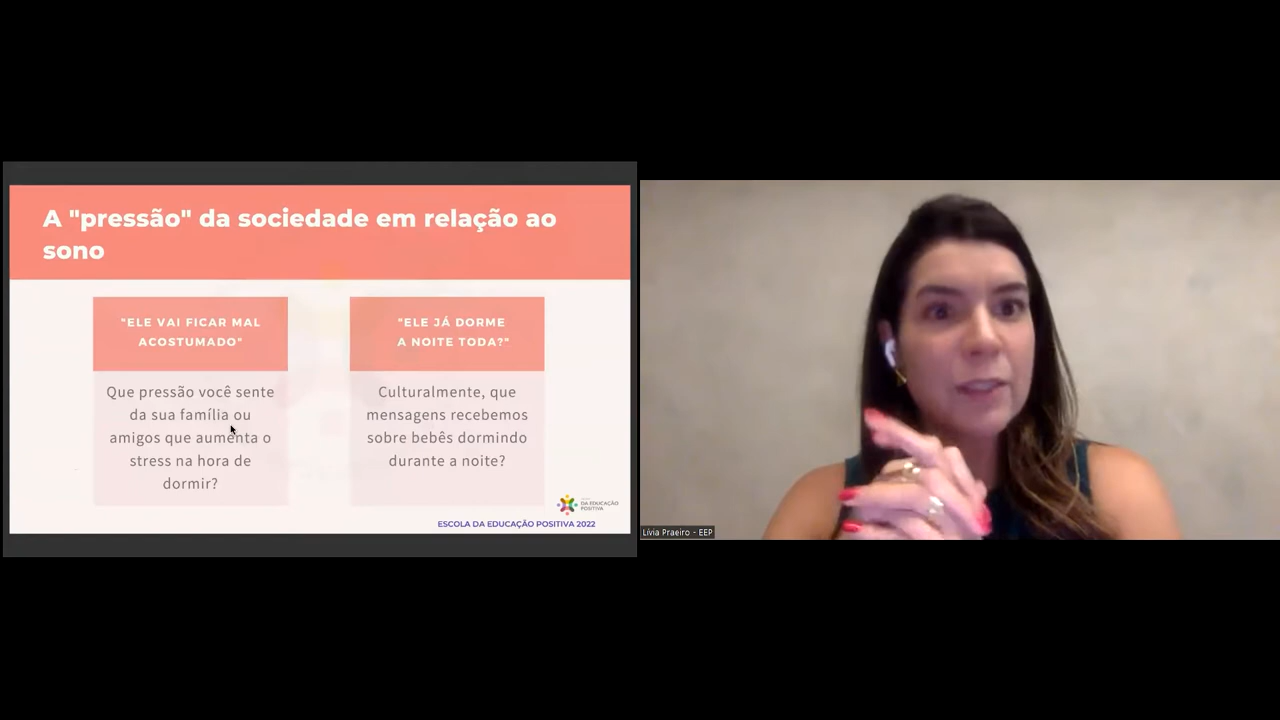 A "pressão" da sociedade em relação ao
sono
"ELE VAI FICAR MAL
ACOSTUMADO"
Que pressão você sente
da sua família ou
amigos que aumenta o
stress na hora de
dormir?
"ELE JÁ DORME
A NOITE TODA?"
Culturalmente, que
mensagens recebemos
sobre bebês dormindo
durante a noite?
DA EDUCAÇÃO
POSITIVA
ESCOLA DA EDUCAÇÃO POSITIVA 2022
Lívia Praeiro - EEP